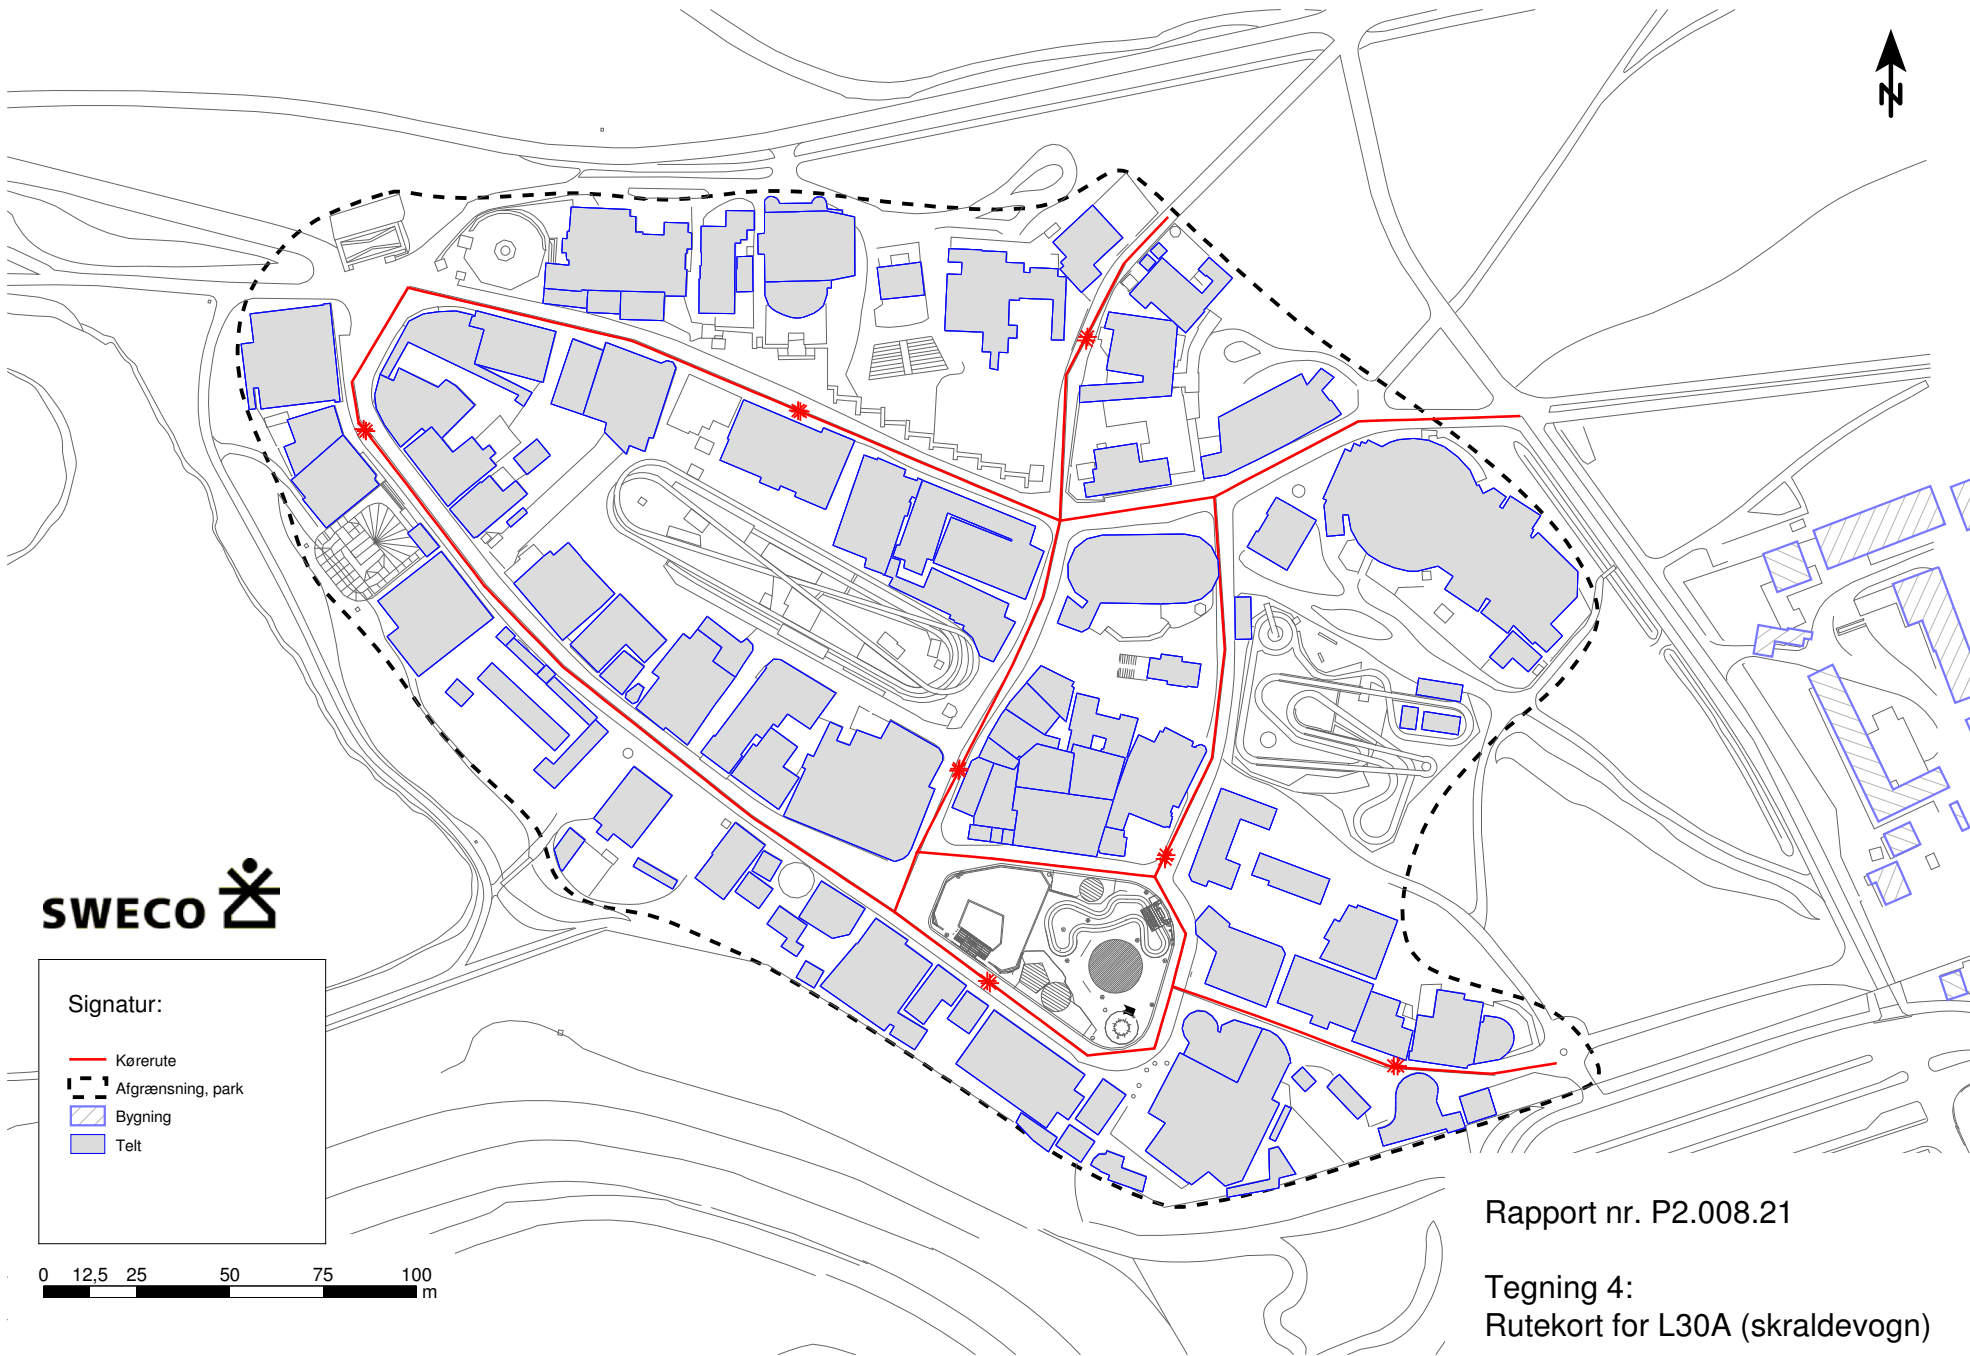 N
SWECO
Signatur:
Kørerute
Afgrænsning, park
Bygning
Telt
0 12,5 25 50 75 100
m
Rapport nr. P2.008.21
Tegning 4:
Rutekort for L30A (skraldevogn)